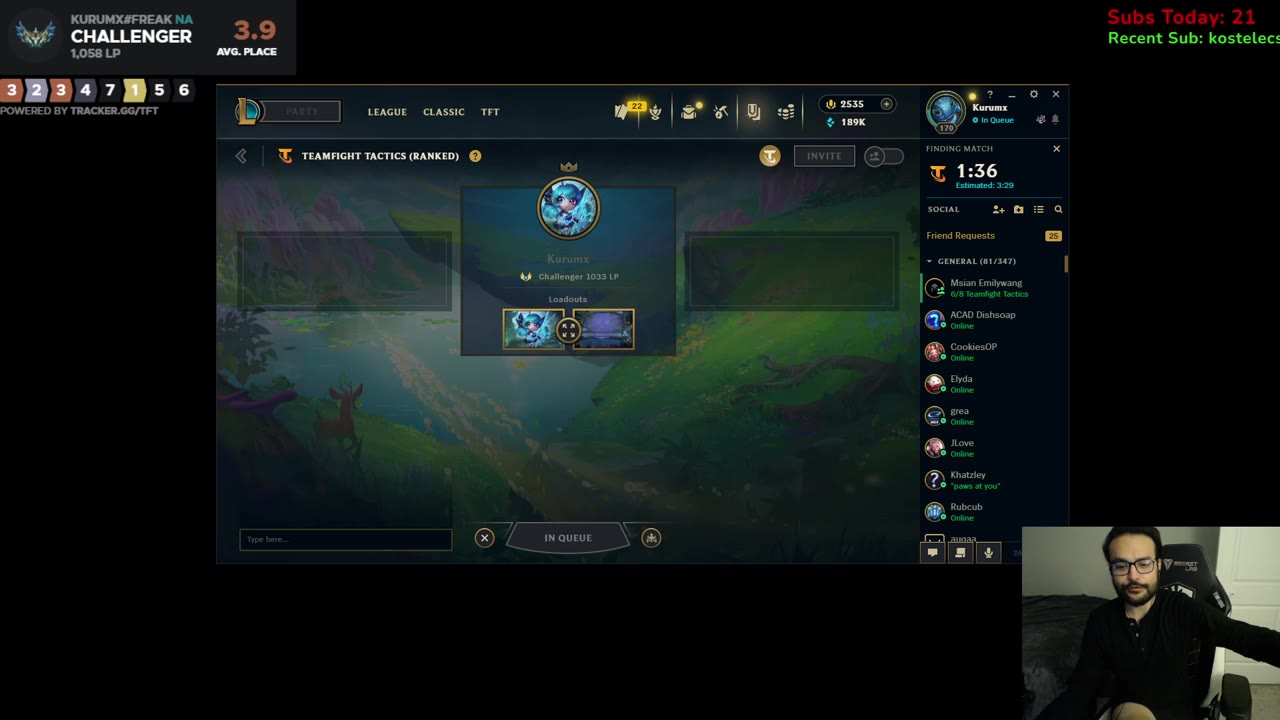 KURUMX#FREAK NA
CHALLENGER
1,058 LP
3.9
AVG. PLACE
3 2 3 4 7 1 5 6
POWERED BY TRACKER.GG/TFT
Subs Today: 21
Recent Sub: kostelecs
PARTY
LEAGUE
CLASSIC
TFT
22
2535
189K
170
?
Kurumx
In Queue
TEAMFIGHT TACTICS (RANKED)
?
INVITE
FINDING MATCH
1:36
Estimated: 3:29
SOCIAL
Friend Requests
25
GENERAL (81/347)
Msian Emilywang
6/8 Teamfight Tactics
ACAD Dishsoap
Online
CookiesOP
Online
Elyda
Online
grea
Online
JLove
Online
Khatzley
"paws at you"
Rubcub
Online
Kurumx
Challenger 1033 LP
Loadouts
Type here...
IN QUEUE
SECRETLAB